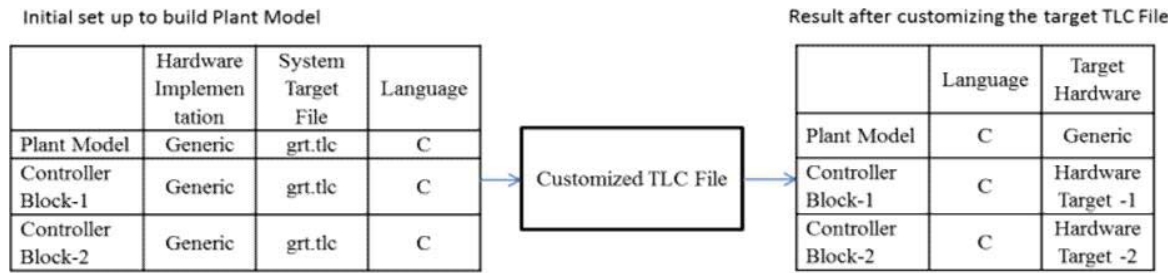 Initial set up to build Plant Model
Hardware
Implemen
tation
System
Target
File
Language
Plant Model Generic grt.tlc C
Controller
Block-1
Generic grt.tlc C
Controller
Block-2
Generic grt.tlc C
Customized TLC File
Result after customizing the target TLC File
Language
Target
Hardware
Plant Model C Generic
Controller
Block-1
C
Hardware
Target -1
Controller
Block-2
C
Hardware
Target -2